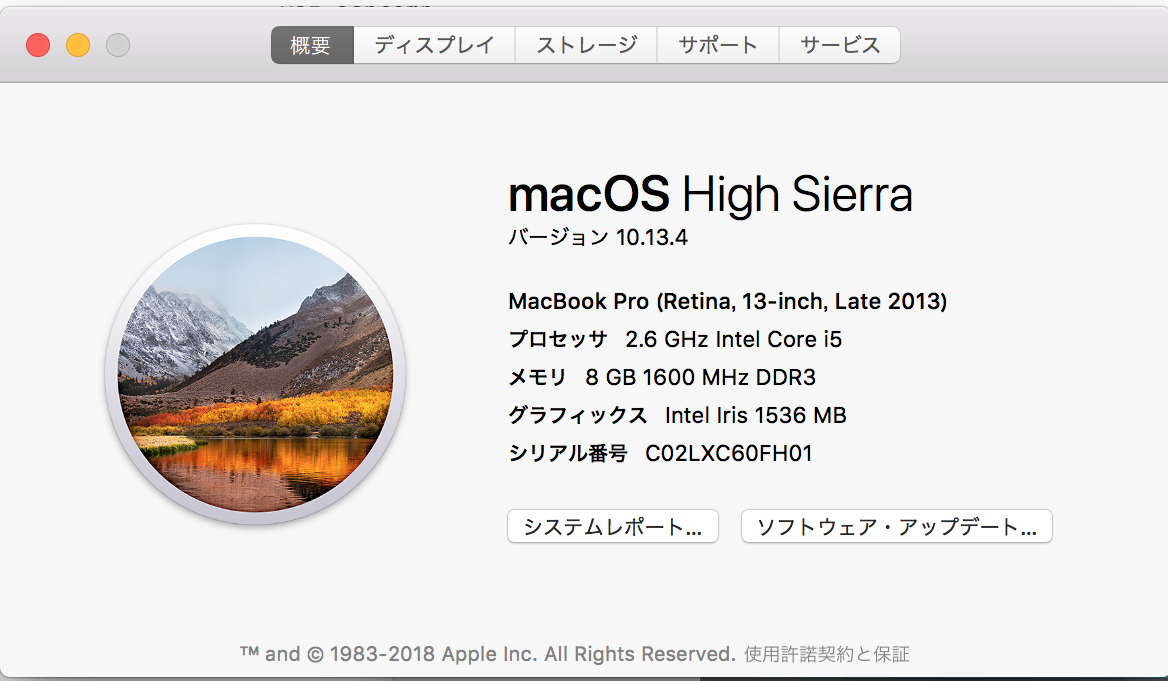 概要 ディスプレイ ストレージ サポート サービス
macOS High Sierra
バージョン 10.13.4
MacBook Pro (Retina, 13-inch, Late 2013)
プロセッサ 2.6 GHz Intel Core i5
メモリ 8 GB 1600 MHz DDR3
グラフィックス Intel Iris 1536 MB
シリアル番号 C02LXC60FH01
システムレポート... ソフトウェア・アップデート...
™ and © 1983-2018 Apple Inc. All Rights Reserved. 使用許諾契約と保証